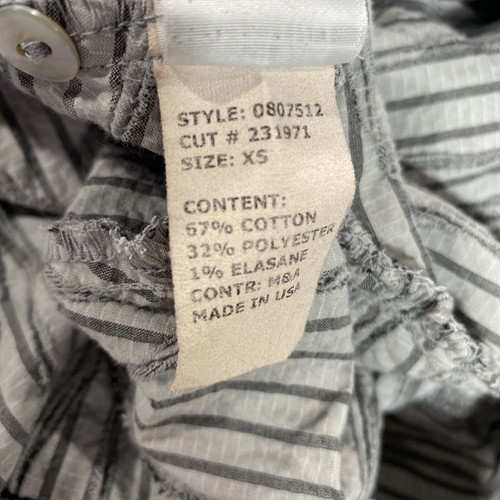 STYLE: 0807512
CUT # 231971
SIZE: XS
CONTENT:
67% COTTON
32% POLYESTER
1% ELASANE
CONTR: M&A
MADE IN USA